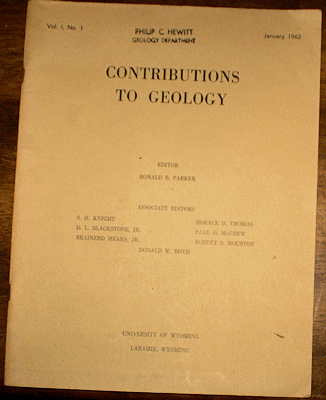 Vol. I, No. 1
PHILIP C. HEWITT
GEOLOGY DEPARTMENT
January 1962
CONTRIBUTIONS
TO GEOLOGY
EDITOR
RONALD B. PARKER
ASSOCIATE EDITORS
S. H. KNIGHT
D. L. BLACKSTONE, JR.
BRAINERD MEARS, JR.
HORACE D. THOMAS
PAUL O. McGREW
ROBERT S. HOUSTON
DONALD W. BOYD
UNIVERSITY OF WYOMING
LARAMIE, WYOMING